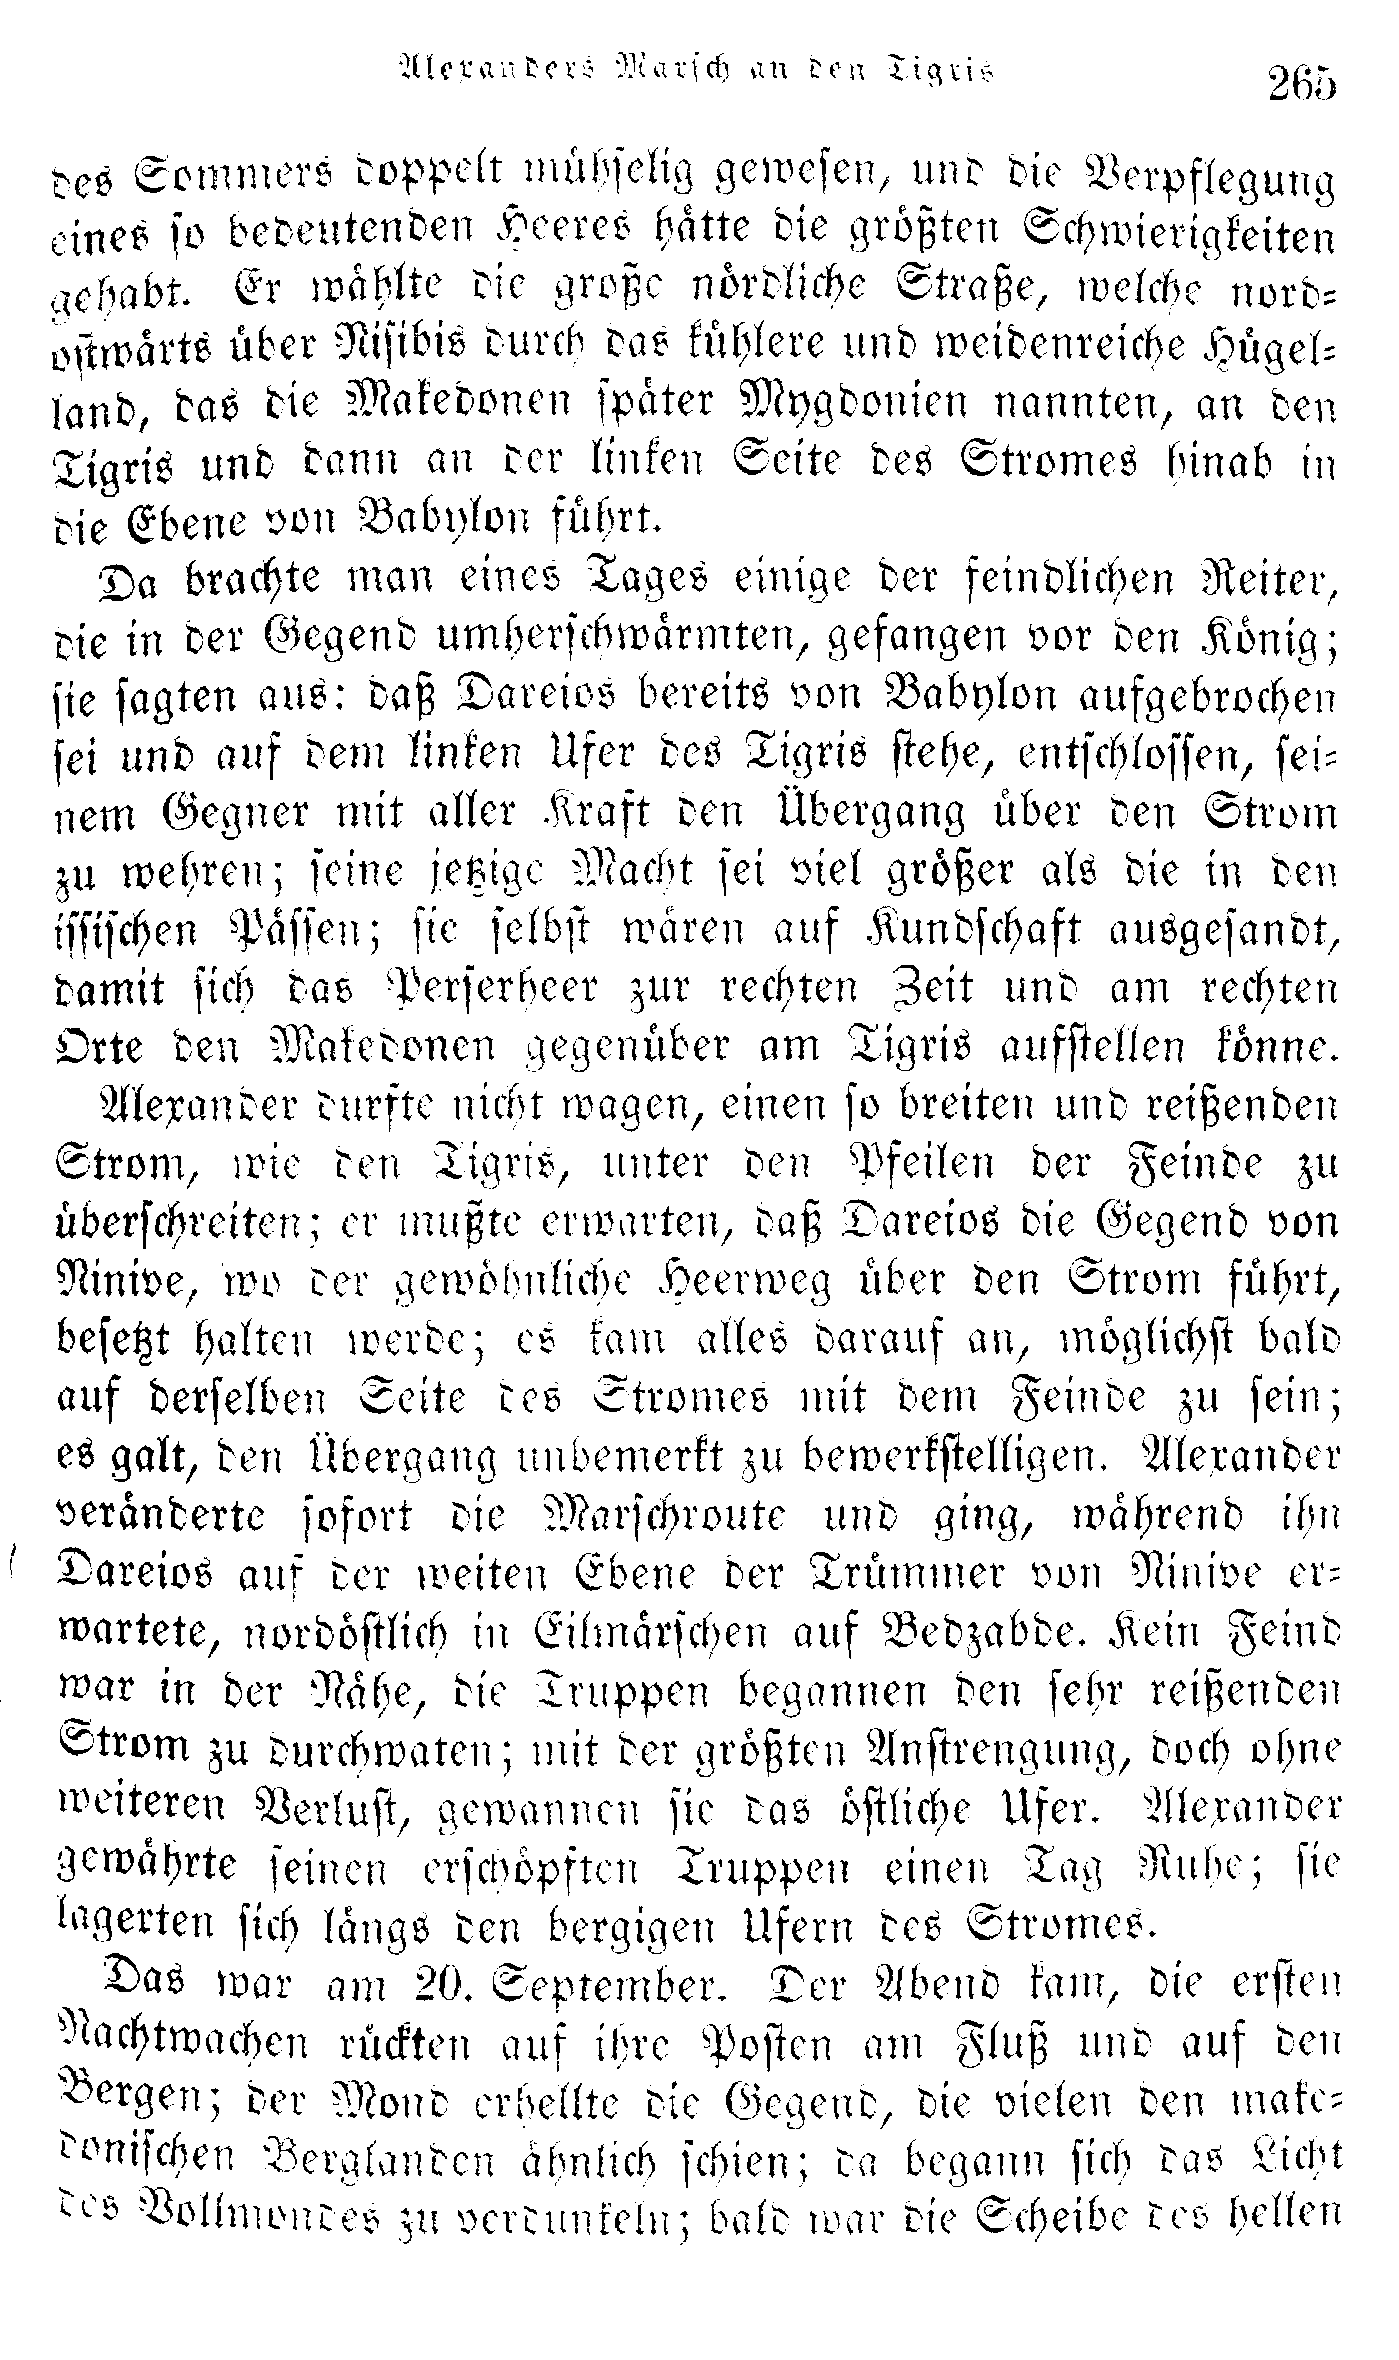 Alexanders Marsch an den Tigris 265
des Sommers doppelt mühselig gewesen, und die Verpflegung
eines so bedeutenden Heeres hätte die größten Schwierigkeiten
gehabt. Er wählte die große nördliche Straße, welche nord-
ostwärts über Nisibis durch das kühlere und weidenreiche Hügel-
land, das die Makedonen später Mygdonien nannten, an den
Tigris und dann an der linken Seite des Stromes hinab in
die Ebene von Babylon führt.
Da brachte man eines Tages einige der feindlichen Reiter,
die in der Gegend umherschwärmten, gefangen vor den König;
sie sagten aus: daß Dareios bereits von Babylon aufgebrochen
sei und auf dem linken Ufer des Tigris stehe, entschlossen, sei-
nem Gegner mit aller Kraft den Übergang über den Strom
zu wehren; seine jetzige Macht sei viel größer als die in den
issischen Pässen; sie selbst wären auf Kundschaft ausgesandt,
damit sich das Perserheer zur rechten Zeit und am rechten
Orte den Makedonen gegenüber am Tigris aufstellen könne.
Alexander durfte nicht wagen, einen so breiten und reißenden
Strom, wie den Tigris, unter den Pfeilen der Feinde zu
überschreiten; er mußte erwarten, daß Dareios die Gegend von
Ninive, wo der gewöhnliche Heerweg über den Strom führt,
besetzt halten werde; es kam alles darauf an, möglichst bald
auf derselben Seite des Stromes mit dem Feinde zu sein;
es galt, den Übergang unbemerkt zu bewerkstelligen. Alexander
veränderte sofort die Marschroute und ging, während ihn
Dareios auf der weiten Ebene der Trümmer von Ninive er-
wartete, nordöstlich in Eilmärschen auf Bedzabde. Kein Feind
war in der Nähe, die Truppen begannen den sehr reißenden
Strom zu durchwaten; mit der größten Anstrengung, doch ohne
weiteren Verlust, gewannen sie das östliche Ufer. Alexander
gewährte seinen erschöpften Truppen einen Tag Ruhe; sie
lagerten sich längs den bergigen Ufern des Stromes.
Das war am 20. September. Der Abend kam, die ersten
Nachtwachen rückten auf ihre Posten am Fluß und auf den
Bergen; der Mond erhellte die Gegend, die vielen den make-
donischen Berglanden ähnlich schien; da begann sich das Licht
des Vollmondes zu verdunkeln; bald war die Scheibe des hellen